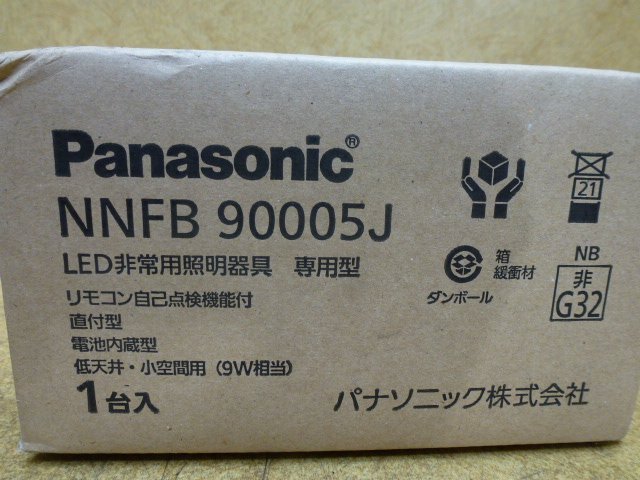 Panasonic®
NNFB 90005J
LED非常用照明器具 専用型
リモコン自己点検機能付
直付型
電池内蔵型
低天井・小空間用（9W相当）
1台入
21
ダンボール
箱
緩衝材
NB
非
G32
パナソニック株式会社